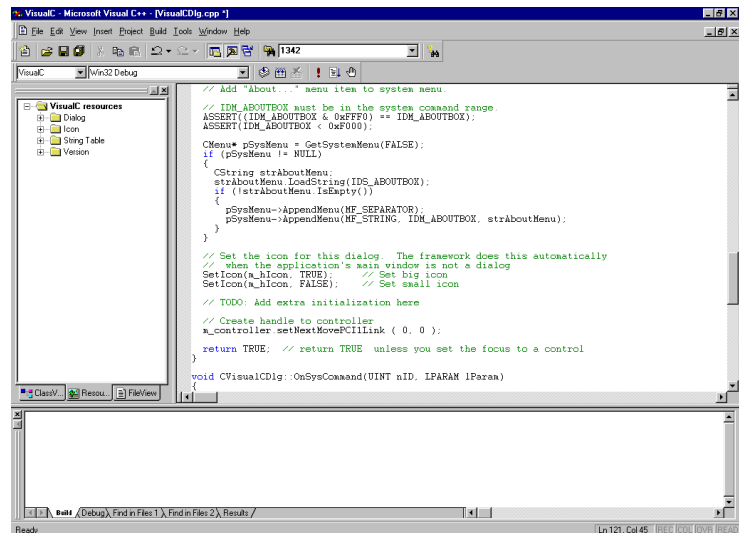 VisualC - Microsoft Visual C++ - [VisualCDlg.cpp *]
File Edit View Insert Project Build Tools Window Help
1342
VisualC Win32 Debug
VisualC resources
Dialog
Icon
String Table
Version
// Add "About..." menu item to system menu.
// IDM_ABOUTBOX must be in the system command range.
ASSERT((IDM_ABOUTBOX & 0xFFF0) == IDM_ABOUTBOX);
ASSERT(IDM_ABOUTBOX < 0xF000);
CMenu* pSysMenu = GetSystemMenu(FALSE);
if (pSysMenu != NULL)
{
CString strAboutMenu;
strAboutMenu.LoadString(IDS_ABOUTBOX);
if (!strAboutMenu.IsEmpty())
{
pSysMenu->AppendMenu(MF_SEPARATOR);
pSysMenu->AppendMenu(MF_STRING, IDM_ABOUTBOX, strAboutMenu);
}
}
// Set the icon for this dialog.  The framework does this automatically
//  when the application's main window is not a dialog
SetIcon(m_hIcon, TRUE);     // Set big icon
SetIcon(m_hIcon, FALSE);    // Set small icon
// TODO: Add extra initialization here
// Create handle to controller
m_controller.setNextMovePCI1Link ( 0, 0 );
return TRUE;  // return TRUE  unless you set the focus to a control
}
void CVisualCDlg::OnSysCommand(UINT nID, LPARAM lParam)
{
ClassV... Resou... FileView
Build Debug Find in Files 1 Find in Files 2 Results
Ready Ln 121, Col 45 REC COL OVR READ